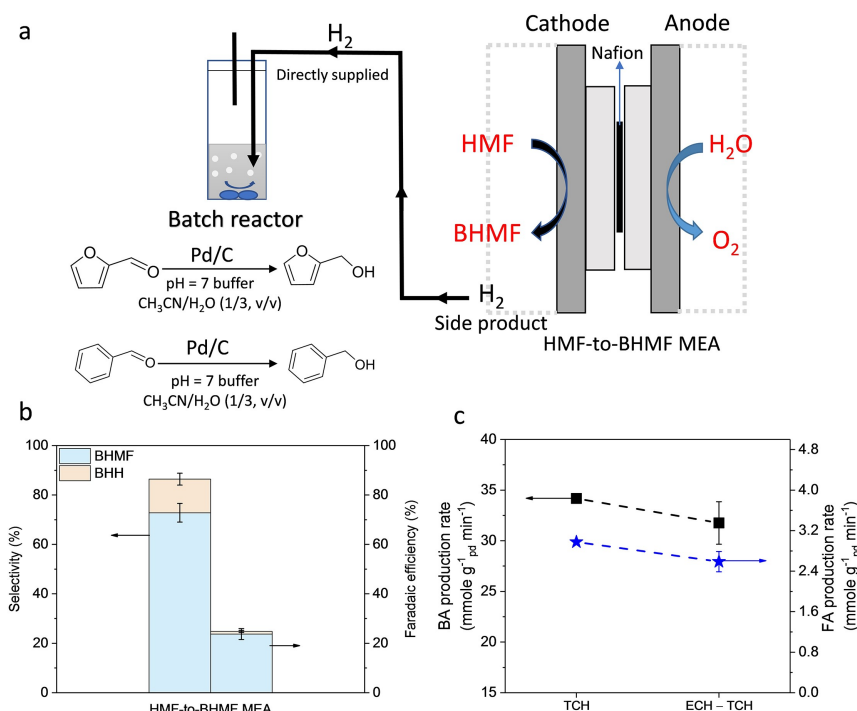 a
H2
Directly supplied
Batch reactor
Cathode
Anode
Nafion
HMF
H2O
BHMF
O2
H2
Side product
HMF-to-BHMF MEA
O
O
Pd/C
pH = 7 buffer
CH3CN/H2O (1/3, v/v)
O
OH
O
Pd/C
pH = 7 buffer
CH3CN/H2O (1/3, v/v)
OH
b
BHMF
BHH
Selectivity (%)
100
80
60
40
20
0
Faradaic efficiency (%)
100
80
60
40
20
0
HMF-to-BHMF MEA
c
BA production rate
(mmole g-1pd min-1)
40
35
30
25
20
15
FA production rate
(mmole g-1pd min-1)
4.8
4.0
3.2
2.4
1.6
0.8
0.0
TCH
ECH – TCH